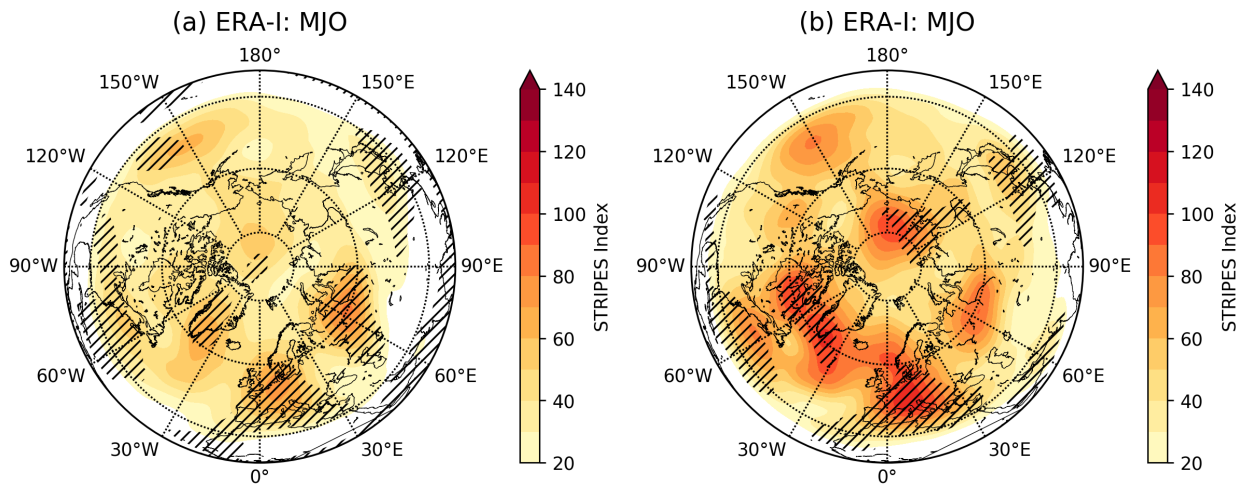 (a) ERA-I: MJO
180°
150°W
150°E
120°W
120°E
90°W
90°E
60°W
60°E
30°W
30°E
0°
140
120
100
80
60
40
20
STRIPES Index
(b) ERA-I: MJO
180°
150°W
150°E
120°W
120°E
90°W
90°E
60°W
60°E
30°W
30°E
0°
140
120
100
80
60
40
20
STRIPES Index